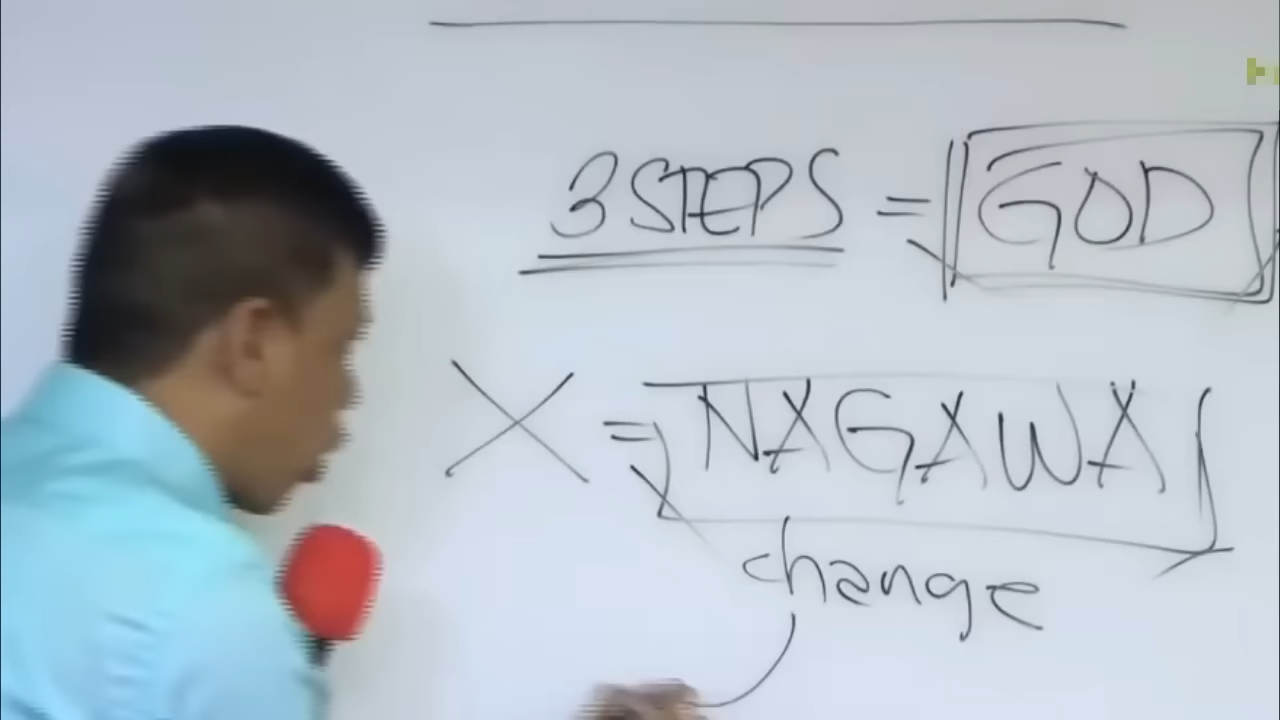 3 STEPS = GOD
X = NAGAWA
change